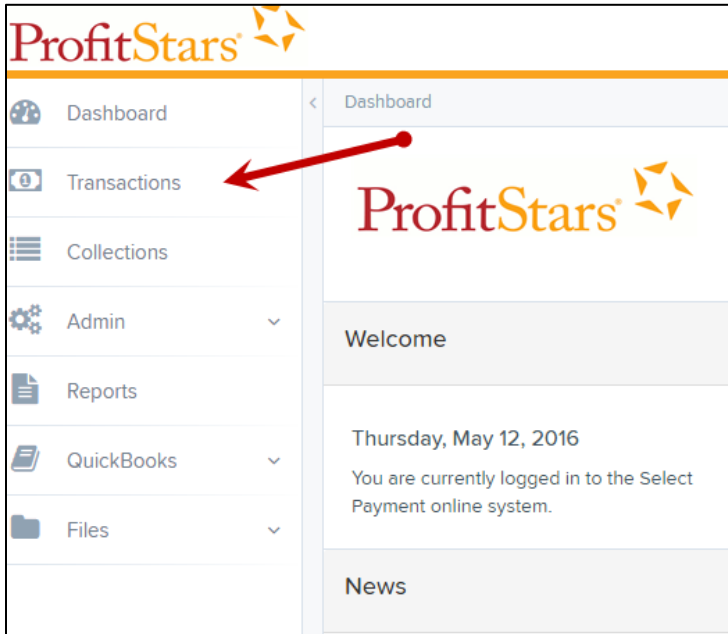 ProfitStars®
Dashboard
Transactions
Collections
Admin
Reports
QuickBooks
Files
Dashboard
ProfitStars®
Welcome
Thursday, May 12, 2016
You are currently logged in to the Select
Payment online system.
News